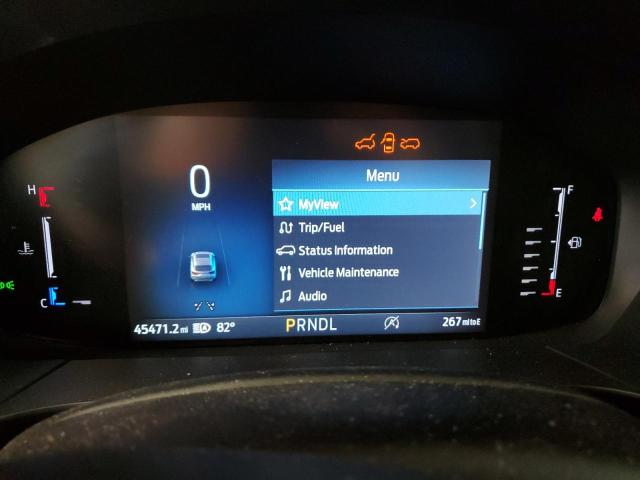 0
MPH
Menu
MyView
Trip/Fuel
Status Information
Vehicle Maintenance
Audio
H
C
F
E
45471.2 mi
A
82°
PRNDL
A
267 mi to E